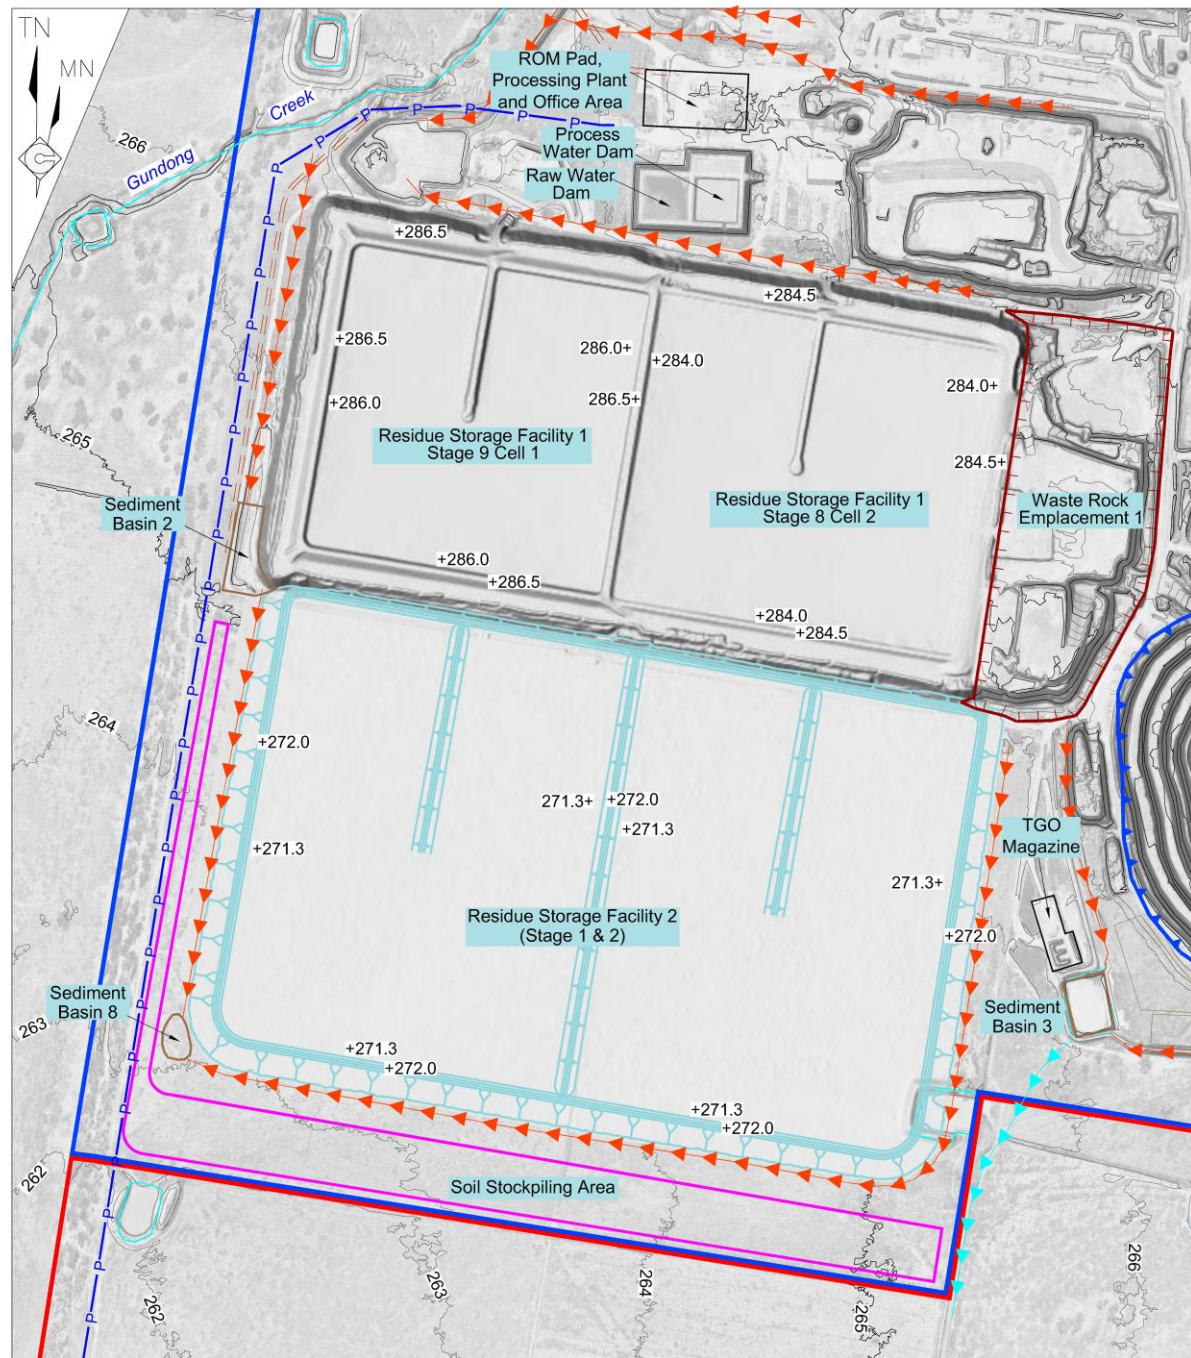 TN
MN
ROM Pad,
Processing Plant
and Office Area
Creek
P
P
P
P
P
P
266
Gundong
P
Process
Water Dam
Raw Water
Dam
+286.5
P
+284.5
P
+286.5
286.0+
+284.0
P
284.0+
+286.0
286.5+
265
Residue Storage Facility 1
Stage 9 Cell 1
P
284.5+
Sediment
Basin 2
P
Residue Storage Facility 1
Stage 8 Cell 2
Waste Rock
Emplacement 1
+286.0
+286.5
P
+284.0
+284.5
P
P
264
+272.0
P
271.3+
+272.0
+271.3
P
TGO
Magazine
+271.3
P
271.3+
Residue Storage Facility 2
(Stage 1 & 2)
P
+272.0
Sediment
Basin 8
P
Sediment
Basin 3
263
+271.3
P
+272.0
P
+271.3
+272.0
262
P
Soil Stockpiling Area
P
266
262
263
264
265
P